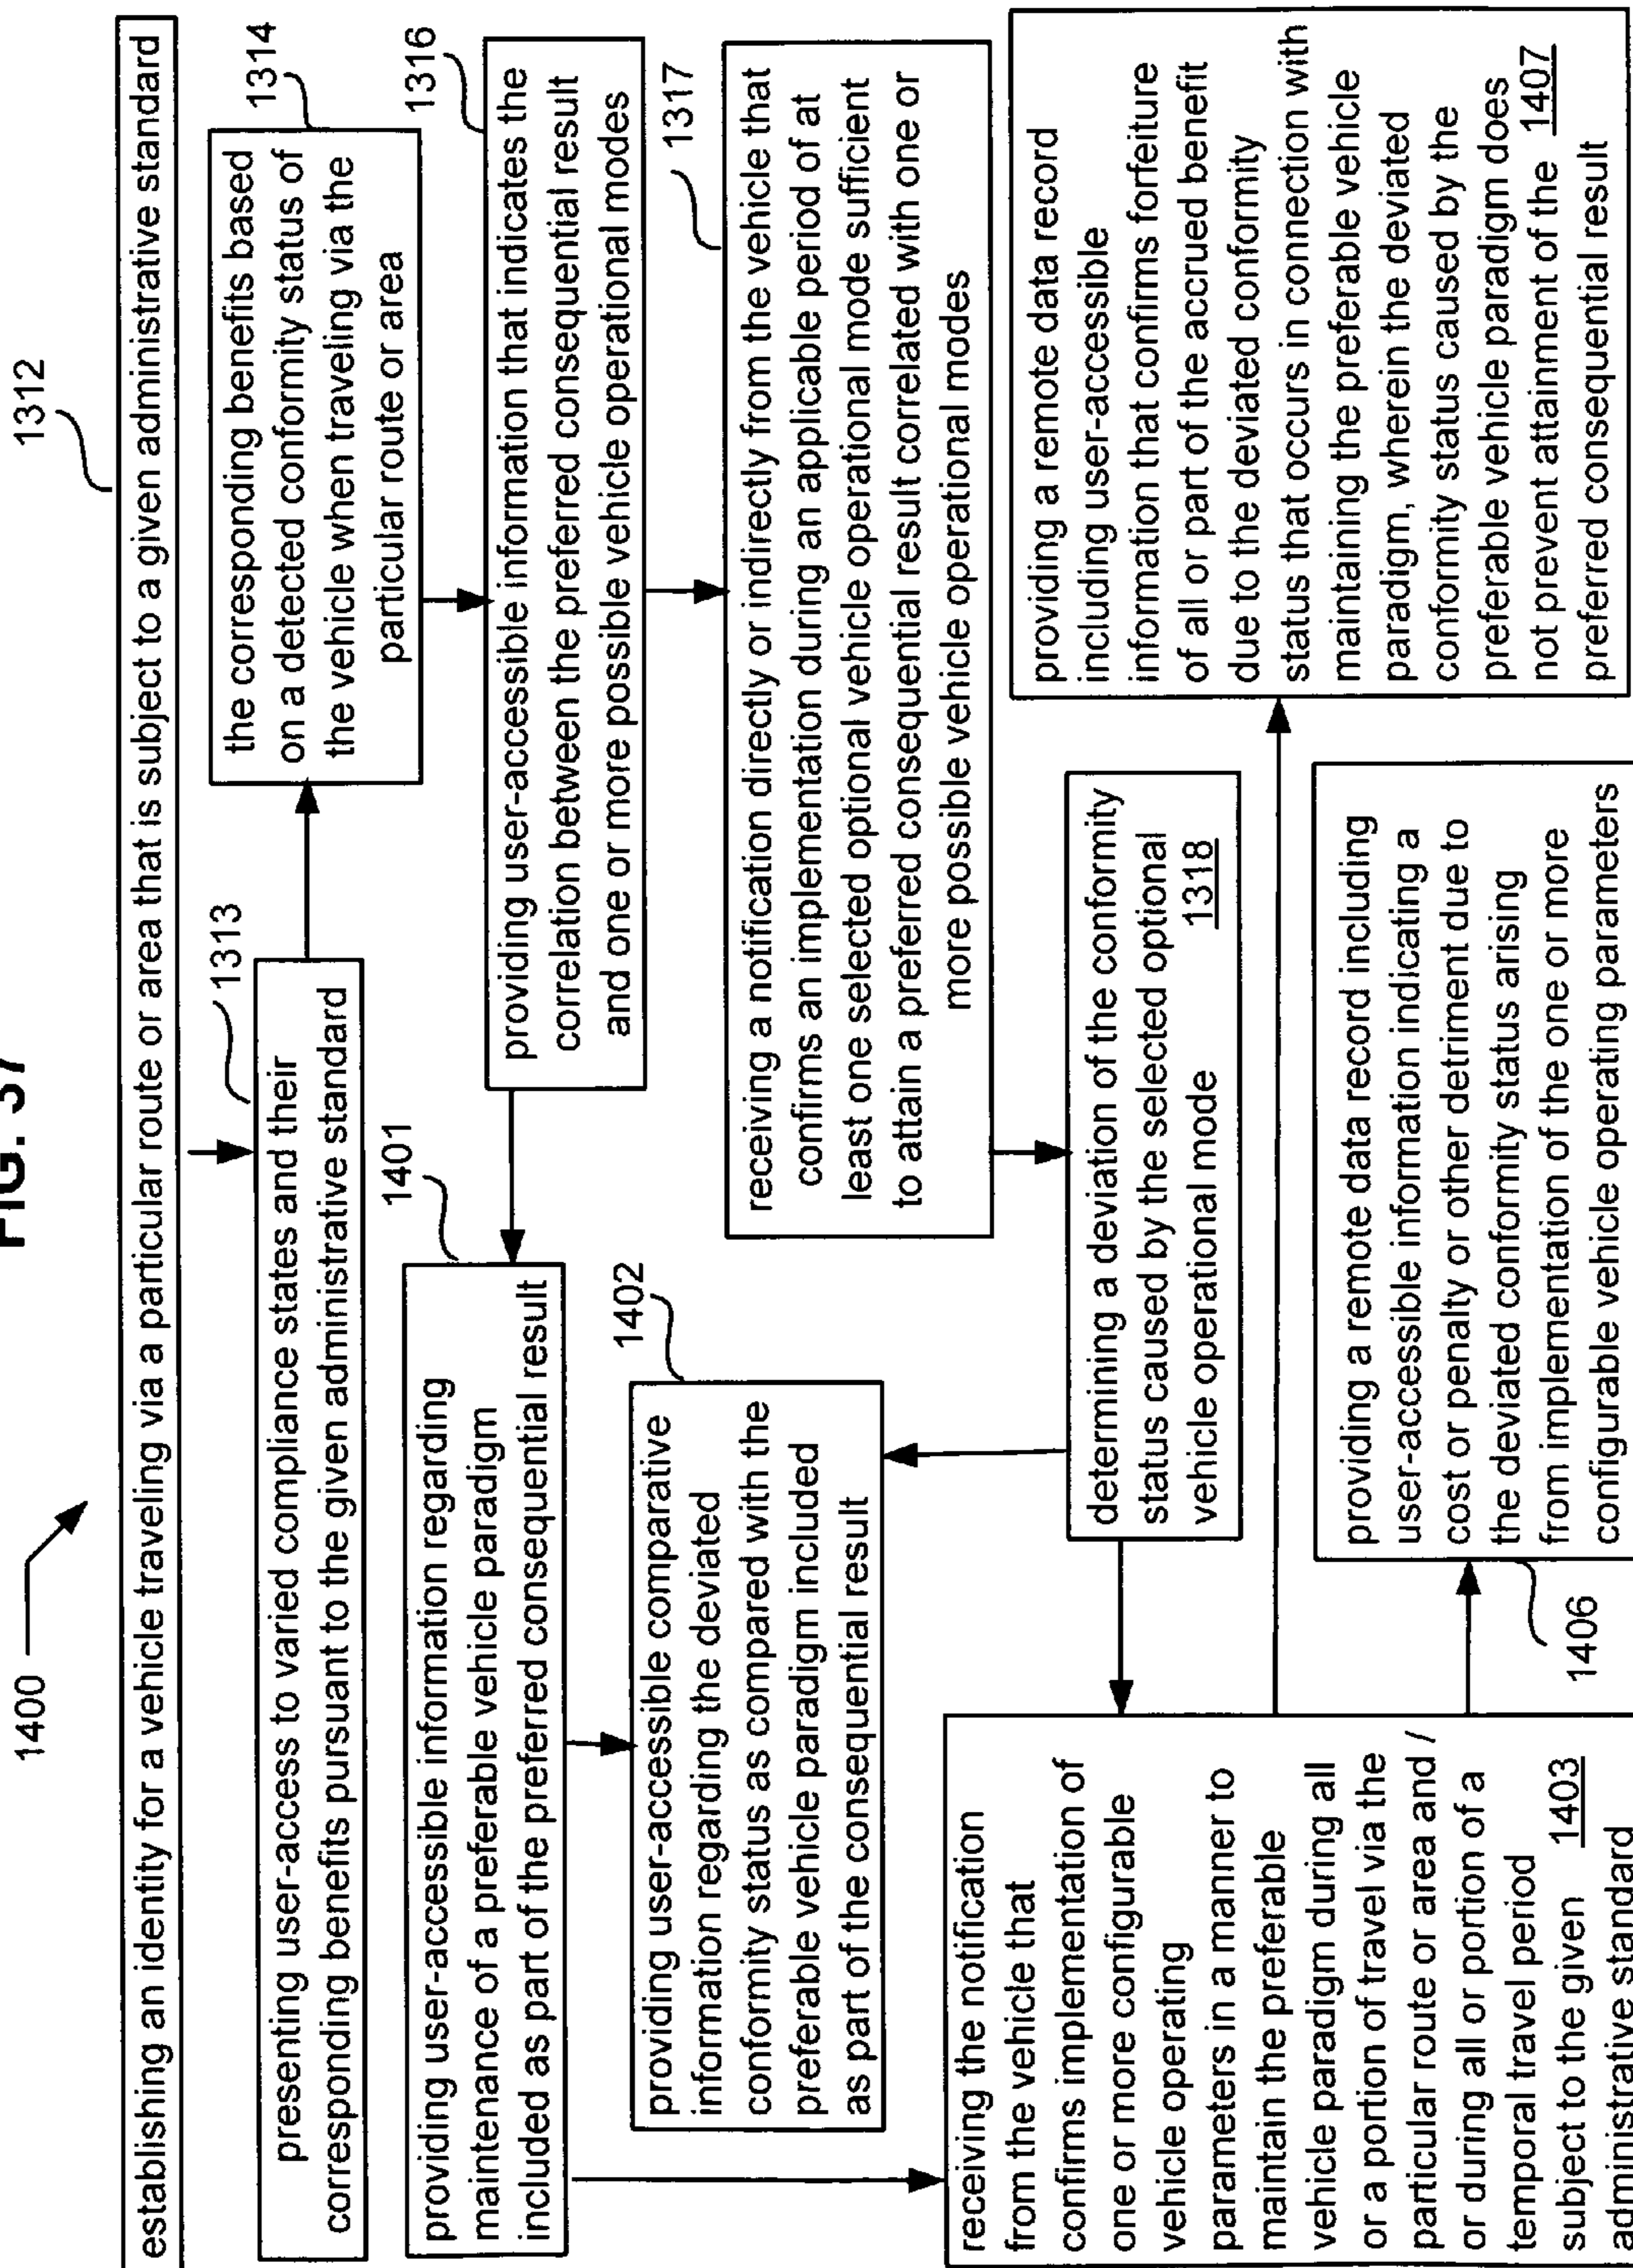 FIG. 37
1400
1312
establishing an identity for a vehicle traveling via a particular route or area that is subject to a given administrative standard
1313
presenting user-access to varied compliance states and their
corresponding benefits pursuant to the given administrative standard
1314
the corresponding benefits based
on a detected conformity status of
the vehicle when traveling via the
particular route or area
1401
providing user-accessible information regarding
maintenance of a preferable vehicle paradigm
included as part of the preferred consequential result
1316
providing user-accessible information that indicates the
correlation between the preferred consequential result
and one or more possible vehicle operational modes
1402
providing user-accessible comparative
information regarding the deviated
conformity status as compared with the
preferable vehicle paradigm included
as part of the consequential result
1317
receiving a notification directly or indirectly from the vehicle that
confirms an implementation during an applicable period of at
least one selected optional vehicle operational mode sufficient
to attain a preferred consequential result correlated with one or
more possible vehicle operational modes
receiving the notification
from the vehicle that
confirms implementation of
one or more configurable
vehicle operating
parameters in a manner to
maintain the preferable
vehicle paradigm during all
or a portion of travel via the
particular route or area and /
or during all or portion of a
temporal travel period
subject to the given 1403
administrative standard
determining a deviation of the conformity
status caused by the selected optional
vehicle operational mode 1318
providing a remote data record
including user-accessible
information that confirms forfeiture
of all or part of the accrued benefit
due to the deviated conformity
status that occurs in connection with
maintaining the preferable vehicle
paradigm, wherein the deviated
conformity status caused by the
preferable vehicle paradigm does
not prevent attainment of the 1407
preferred consequential result
1406
providing a remote data record including
user-accessible information indicating a
cost or penalty or other detriment due to
the deviated conformity status arising
from implementation of the one or more
configurable vehicle operating parameters